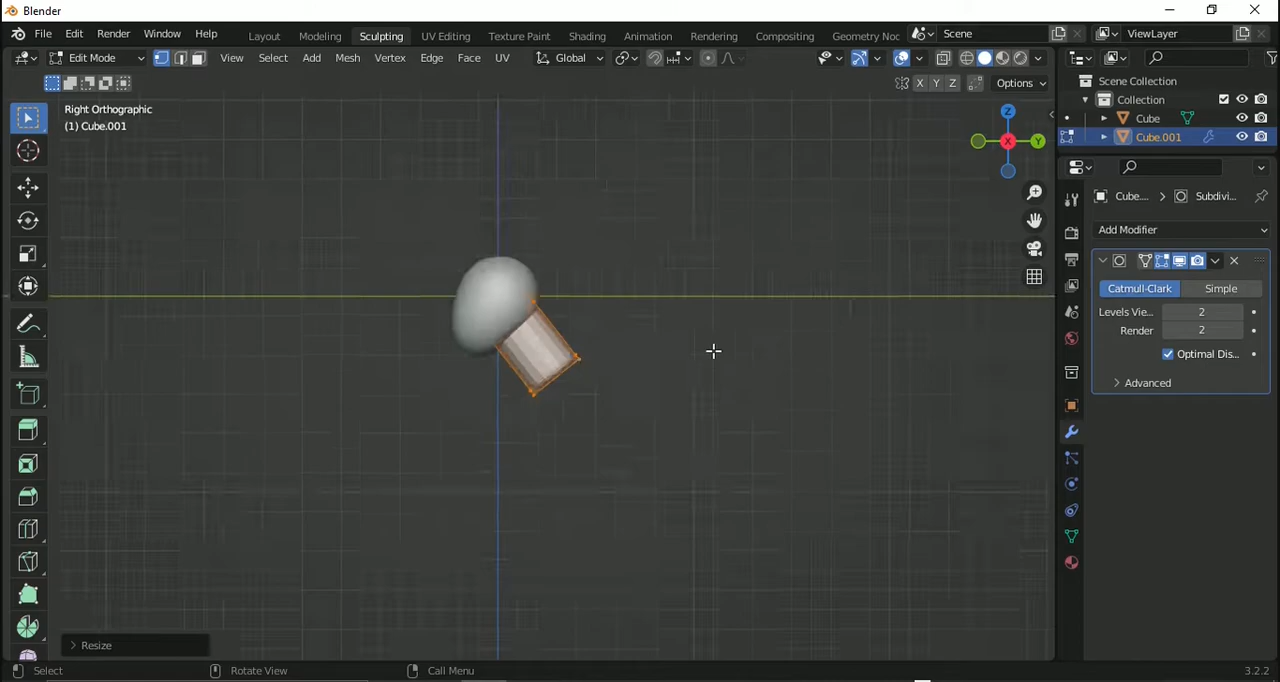 Blender
File Edit Render Window Help Layout Modeling Sculpting UV Editing Texture Paint Shading Animation Rendering Compositing Geometry Noc Scene ViewLayer
Edit Mode View Select Add Mesh Vertex Edge Face UV Global
X Y Z Options
Right Orthographic
(1) Cube.001
Z
X Y
Scene Collection
Collection
Cube
Cube.001
Cube.... Subdivi...
Add Modifier
Catmull-Clark Simple
Levels Vie... 2
Render 2
Optimal Dis...
Advanced
Resize
Select Rotate View Call Menu 3.2.2